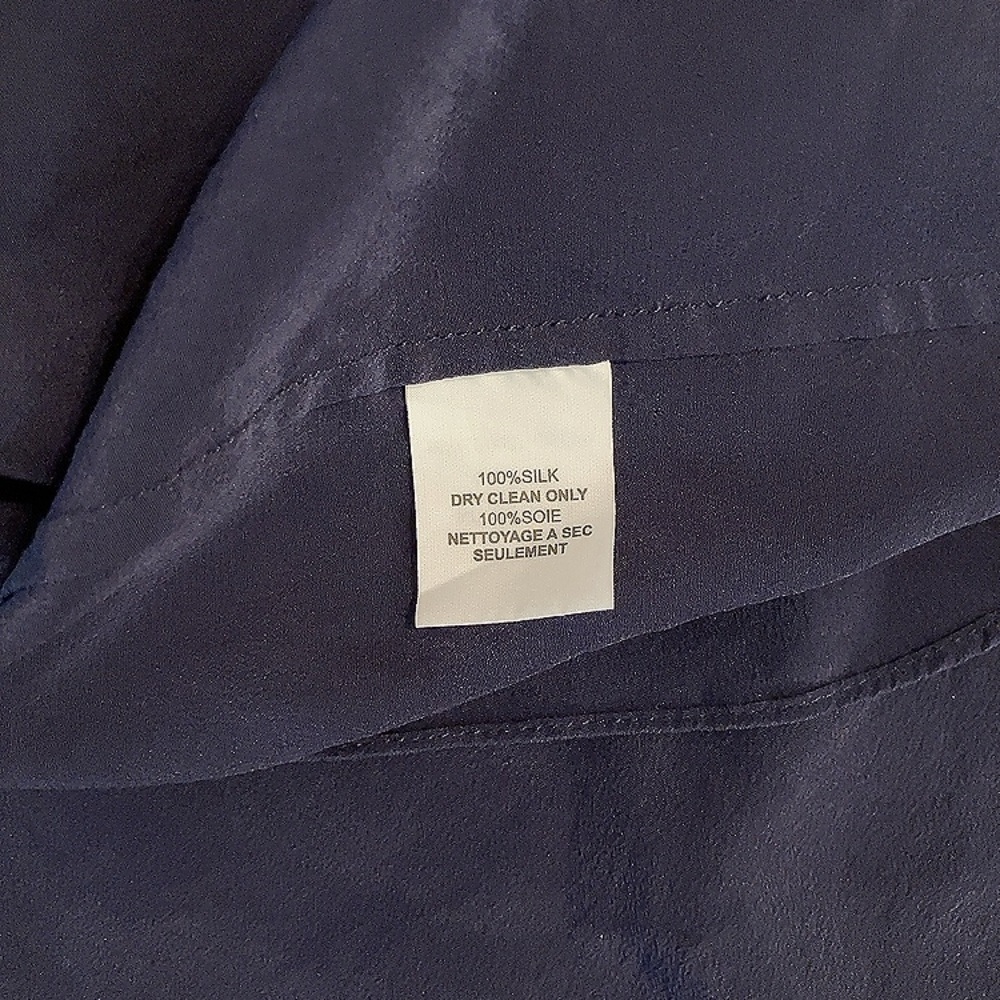 100%SILK
DRY CLEAN ONLY
100%SOIE
NETTOYAGE A SEC
SEULEMENT